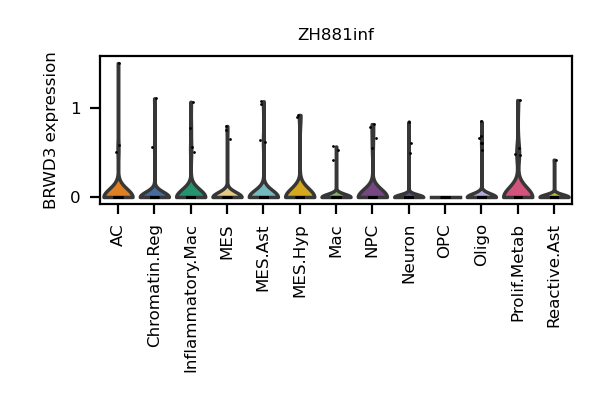 ZH881inf
BRWD3 expression
1
0
AC
Chromatin.Reg
Inflammatory.Mac
MES
MES.Ast
MES.Hyp
Mac
NPC
Neuron
OPC
Oligo
Prolif.Metab
Reactive.Ast